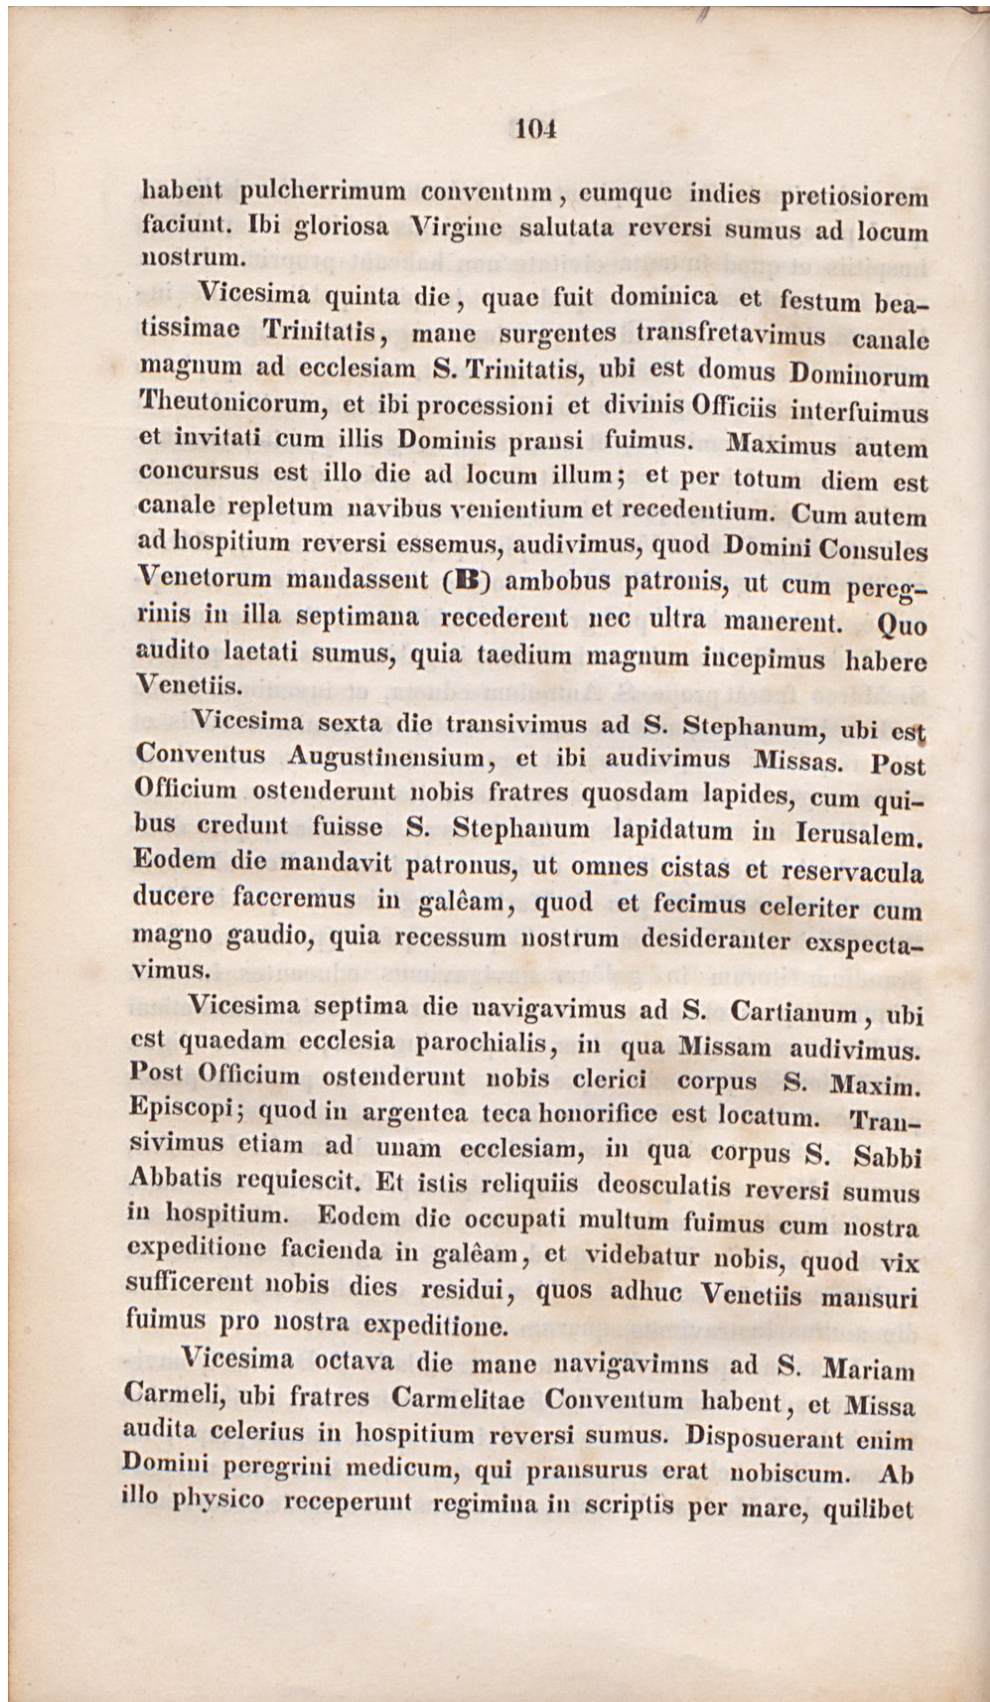 104
habent pulcherrimum conventnm, eumque indies pretiosiorem
faciunt. Ibi gloriosa Virgine salutata reversi sumus ad locum
nostrum.
Vicesima quinta die, quae fuit dominica et festum bea-
tissimae Trinitatis, mane surgentes transfretavimus canale
magnum ad ecclesiam S. Trinitatis, ubi est domus Dominorum
Theutonicorum, et ibi processioni et divinis Officiis interfuimus
et invitati cum illis Dominis pransi fuimus. Maximus autem
concursus est illo die ad locum illum; et per totum diem est
canale repletum navibus venientium et recedentium. Cum autem
ad hospitium reversi essemus, audivimus, quod Domini Consules
Venetorum mandassent (B) ambobus patronis, ut cum pereg-
rinis in illa septimana recederent nec ultra manerent. Quo
audito laetati sumus, quia taedium magnum incepimus habere
Venetiis.
Vicesima sexta die transivimus ad S. Stephanum, ubi est
Conventus Augustinensium, et ibi audivimus Missas. Post
Officium ostenderunt nobis fratres quosdam lapides, cum qui-
bus credunt fuisse S. Stephanum lapidatum in Ierusalem.
Eodem die mandavit patronus, ut omnes cistas et reservacula
ducere faceremus in galêam, quod et fecimus celeriter cum
magno gaudio, quia recessum nostrum desideranter exspecta-
vimus.
Vicesima septima die navigavimus ad S. Cartianum, ubi
est quaedam ecclesia parochialis, in qua Missam audivimus.
Post Officium ostenderunt nobis clerici corpus S. Maxim.
Episcopi; quod in argentea teca honorifice est locatum. Tran-
sivimus etiam ad unam ecclesiam, in qua corpus S. Sabbi
Abbatis requiescit. Et istis reliquiis deosculatis reversi sumus
in hospitium. Eodem die occupati multum fuimus cum nostra
expeditione facienda in galêam, et videbatur nobis, quod vix
sufficerent nobis dies residui, quos adhuc Venetiis mansuri
fuimus pro nostra expeditione.
Vicesima octava die mane navigavimns ad S. Mariam
Carmeli, ubi fratres Carmelitae Conventum habent, et Missa
audita celerius in hospitium reversi sumus. Disposuerant enim
Domini peregrini medicum, qui pransurus erat nobiscum. Ab
illo physico receperunt regimina in scriptis per mare, quilibet